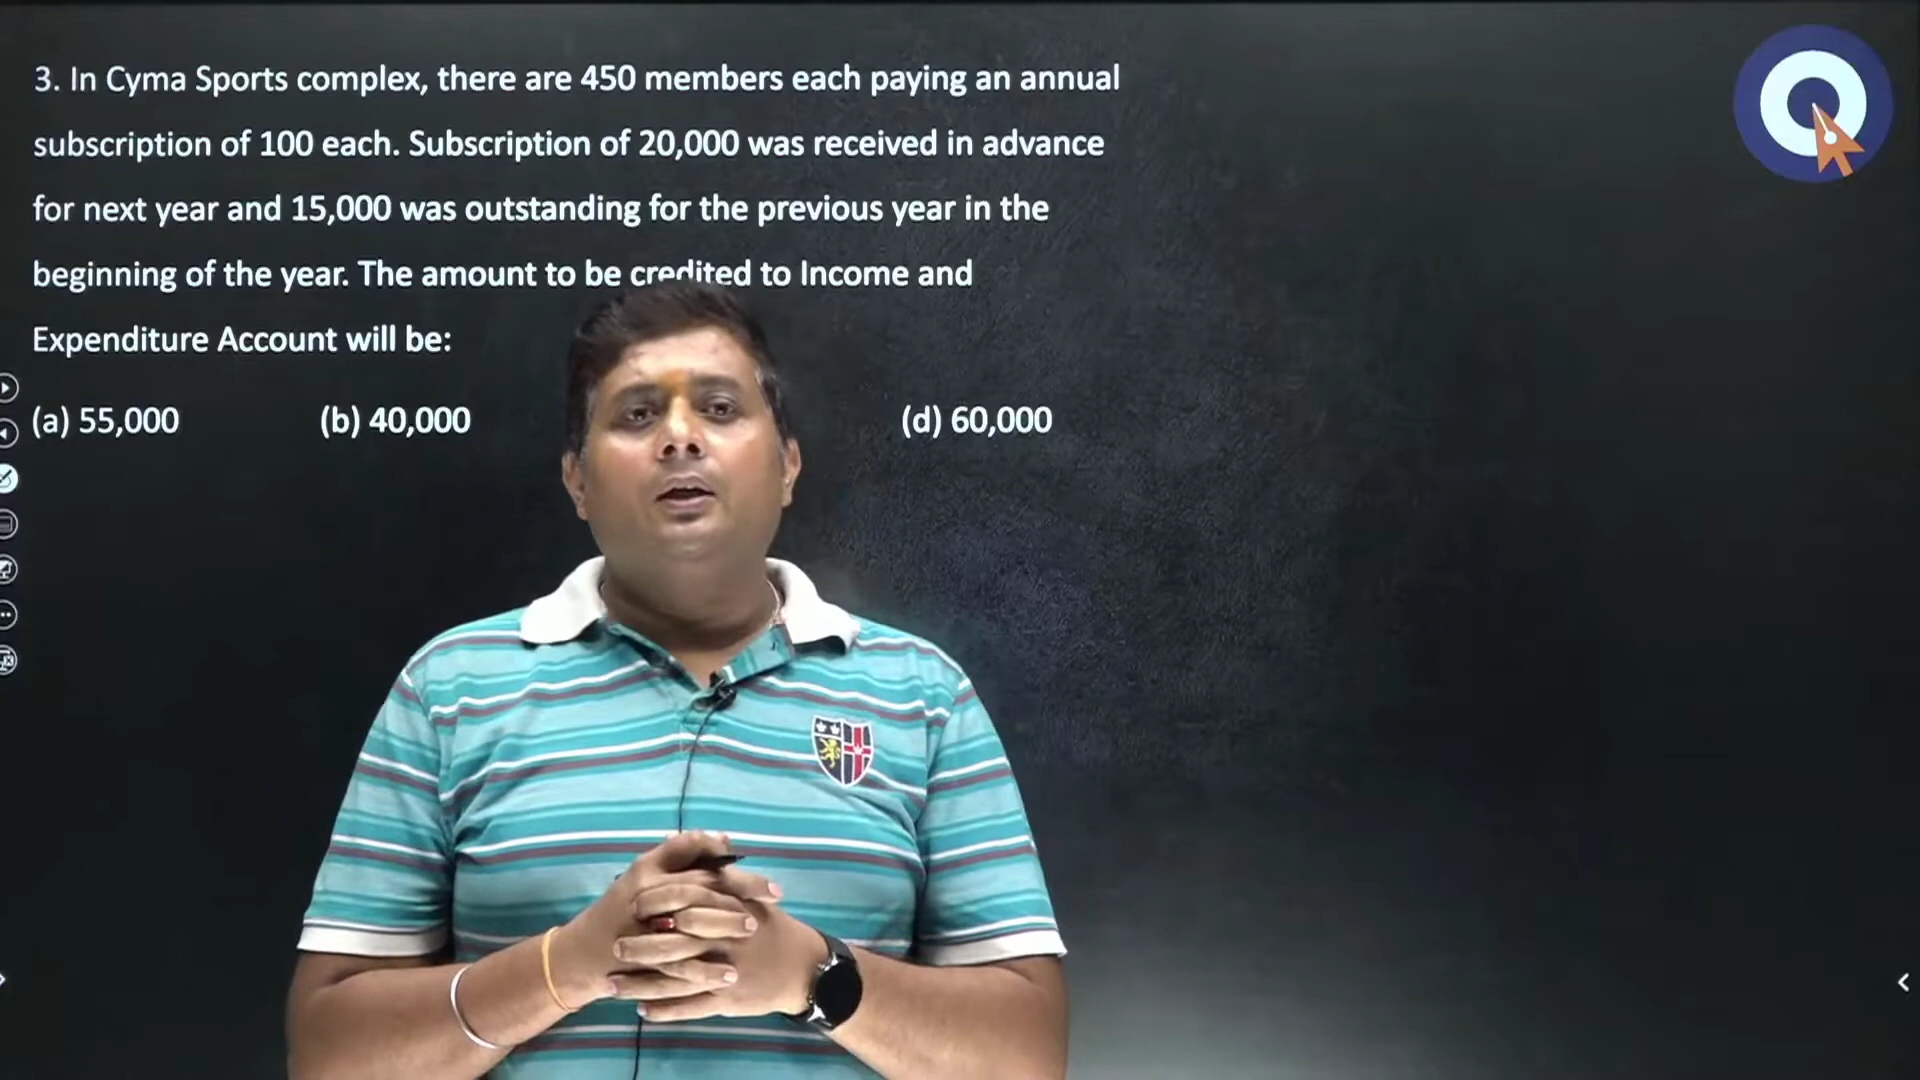 3. In Cyma Sports complex, there are 450 members each paying an annual
subscription of 100 each. Subscription of 20,000 was received in advance
for next year and 15,000 was outstanding for the previous year in the
beginning of the year. The amount to be credited to Income and
Expenditure Account will be:
(a) 55,000 (b) 40,000 (d) 60,000